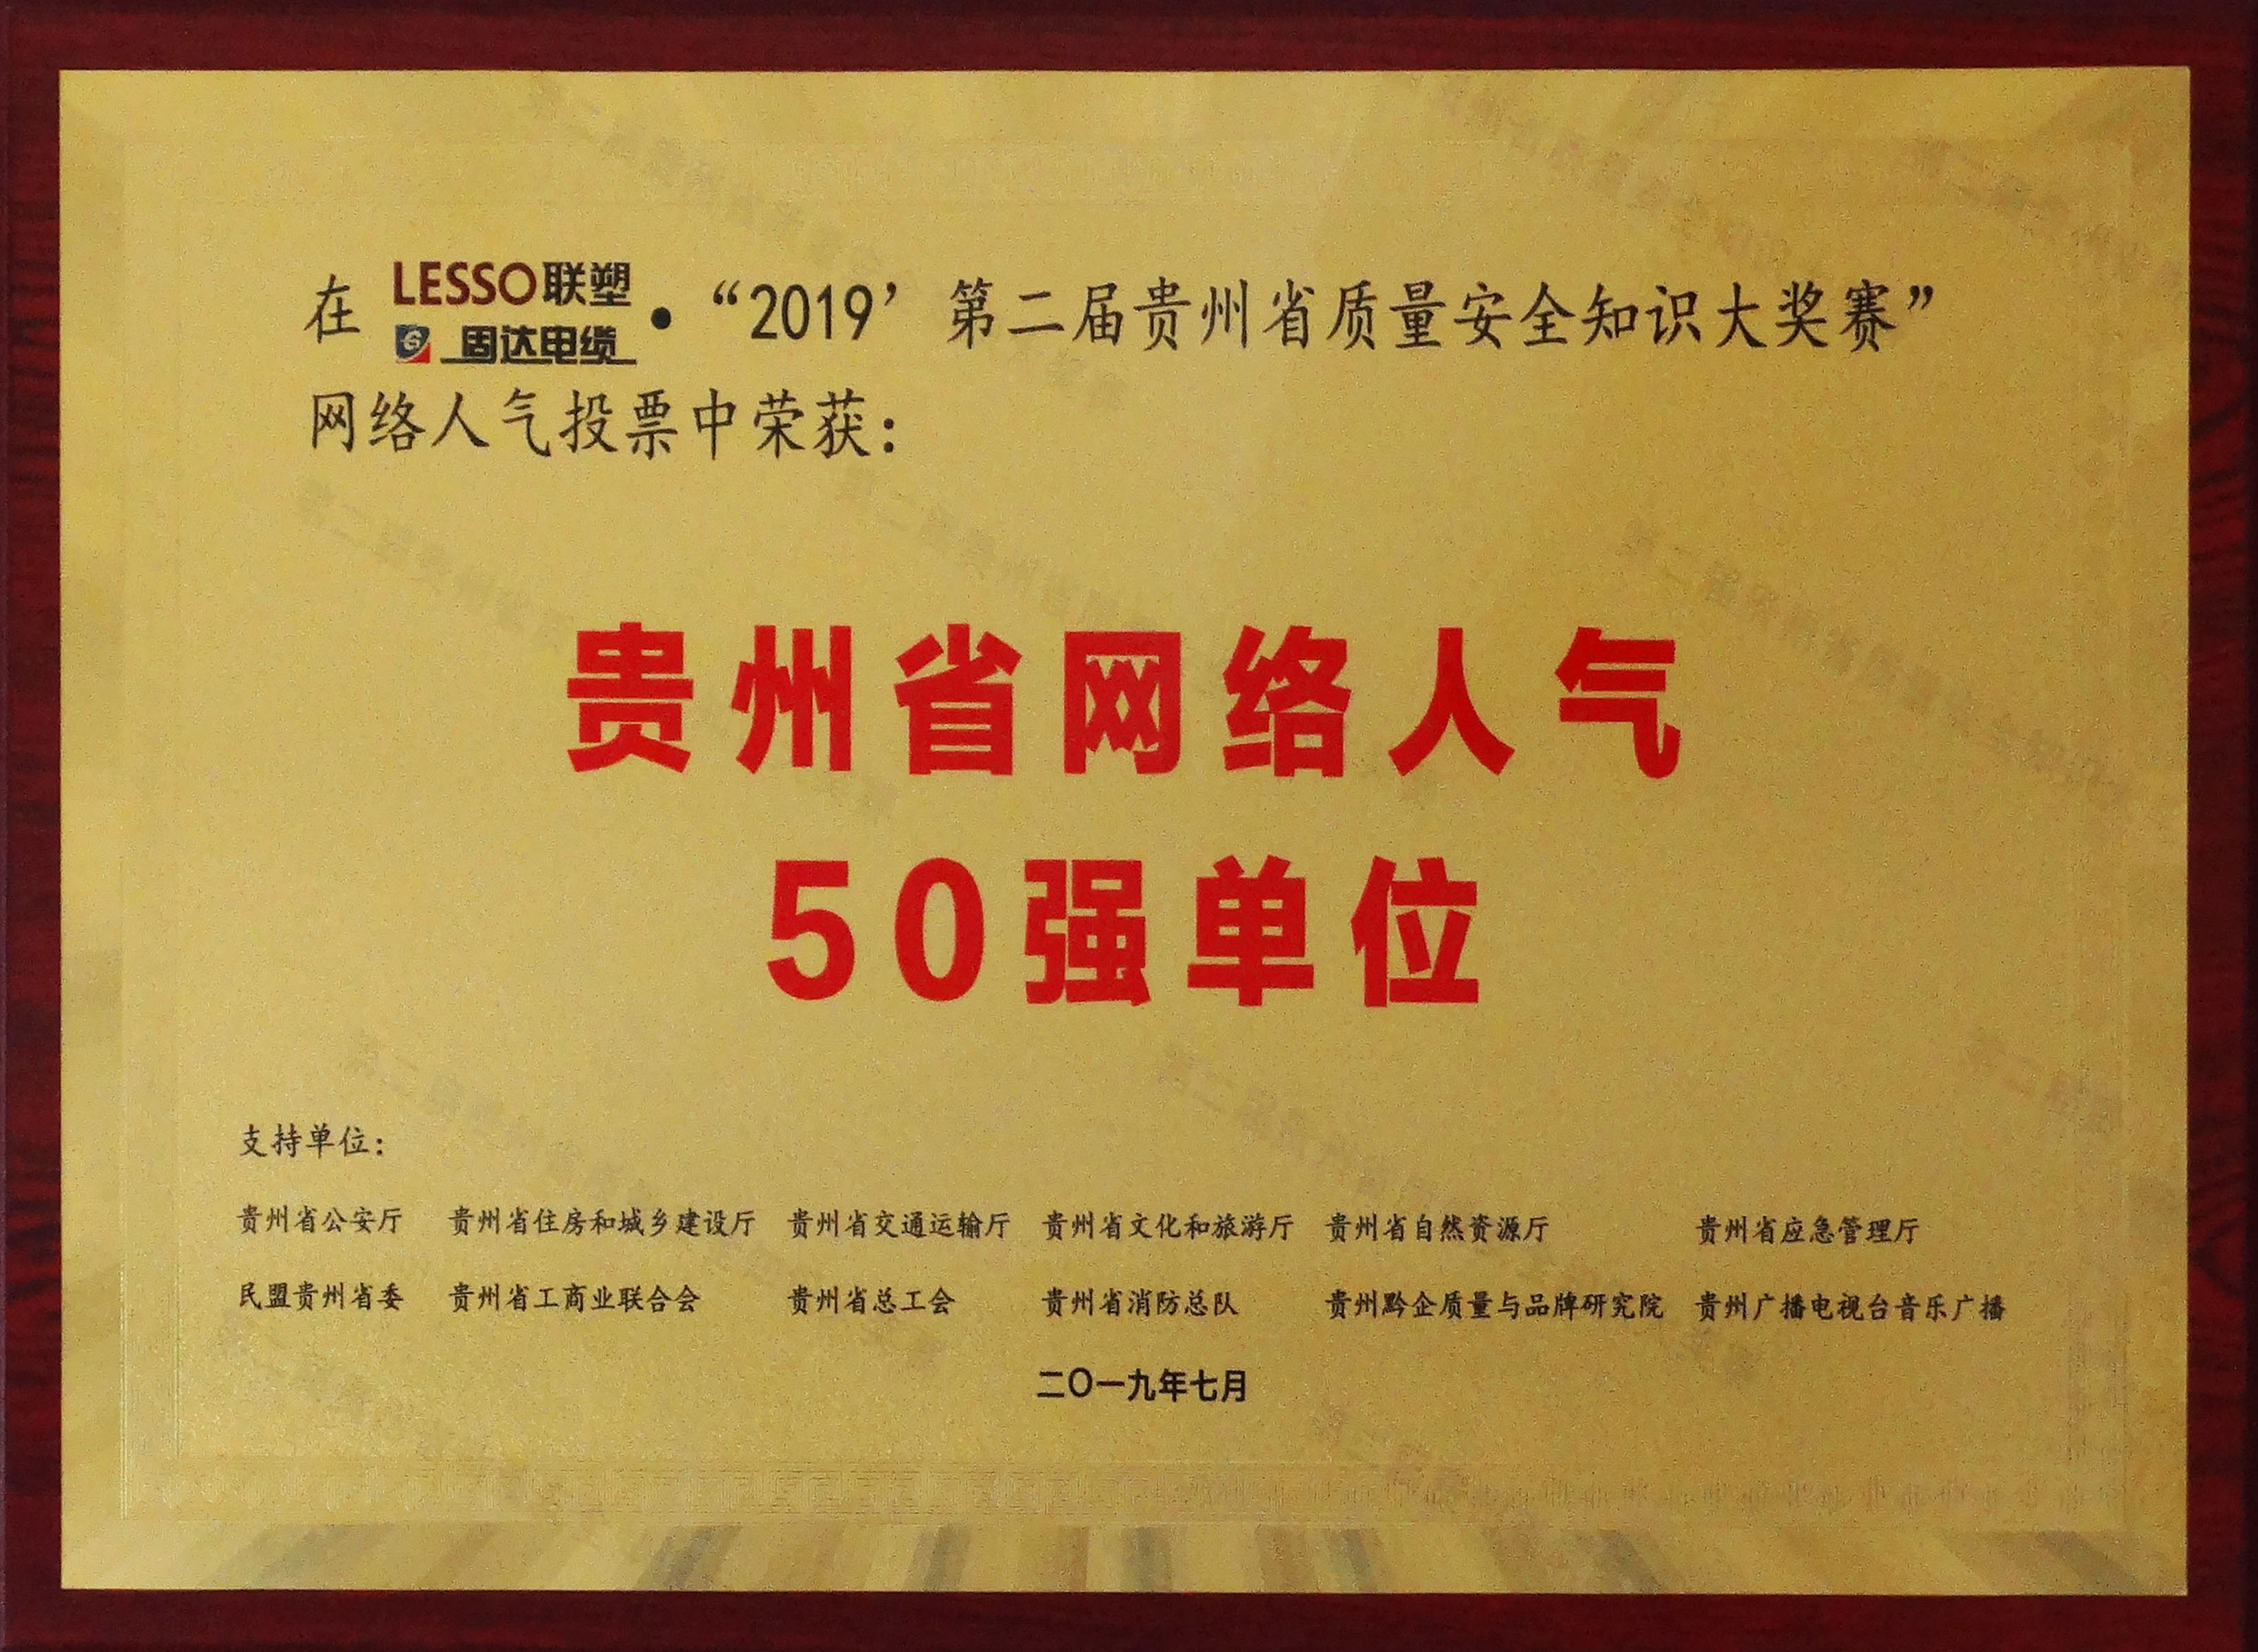 在 LESSO联塑 固达电缆 •“2019’第二届贵州省质量安全知识大奖赛”
网络人气投票中荣获：
贵州省网络人气
50强单位
支持单位：
贵州省公安厅 贵州省住房和城乡建设厅 贵州省交通运输厅 贵州省文化和旅游厅 贵州省自然资源厅 贵州省应急管理厅
民盟贵州省委 贵州省工商业联合会 贵州省总工会 贵州省消防总队 贵州黔企质量与品牌研究院 贵州广播电视台音乐广播
二〇一九年七月